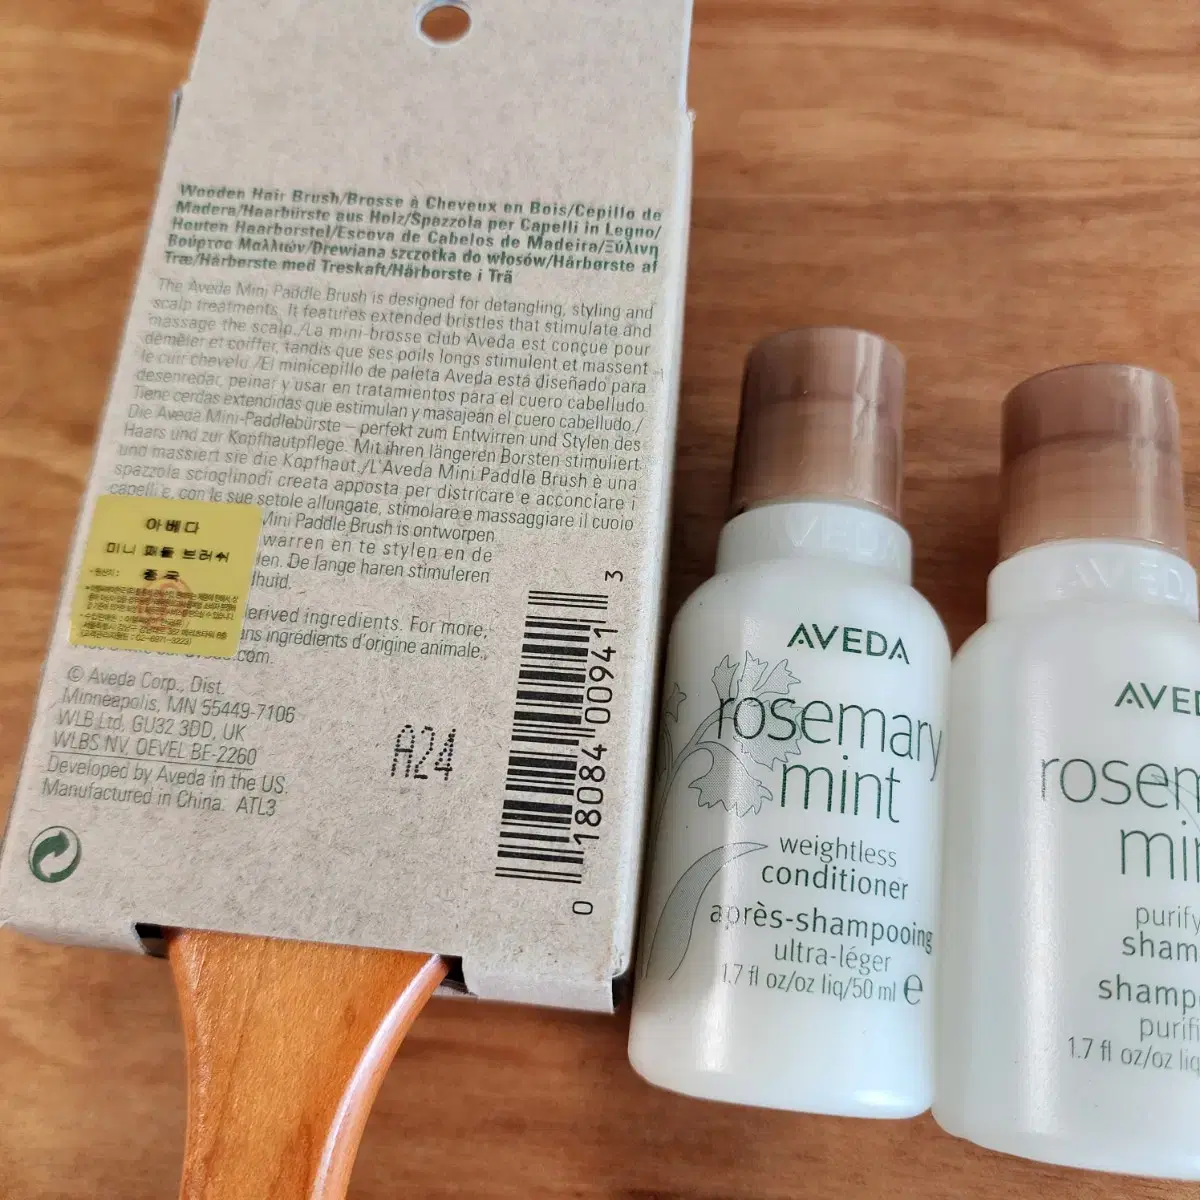 Wooden Hair Brush/Brosse à Cheveux en Bois/Cepillo de
Madera/Haarbürste aus Holz/Spazzola per Capelli in Legno/
Houten Haarborstel/Escova de Cabelos de Madeira/Ξύλινη
Βούρτσα Μαλλιών/Drewiana szczotka do włosów/Hårbørste af
Træ/Hårbørste med Treskaft/Hårborste i Trä
The Aveda Mini Paddle Brush is designed for detangling, styling and
scalp treatments. It features extended bristles that stimulate and
massage the scalp./La mini-brosse club Aveda est conçue pour
démêler et coiffer, tandis que ses poils longs stimulent et massent
le cuir chevelu./El minicepillo de paleta Aveda está diseñado para
desenredar, peinar y usar en tratamientos para el cuero cabelludo.
Tiene cerdas extendidas que estimulan y masajean el cuero cabelludo./
Die Aveda Mini-Paddlebürste – perfekt zum Entwirren und Stylen des
Haars und zur Kopfhautpflege. Mit ihren längeren Borsten stimuliert
und massiert sie die Kopfhaut./L'Aveda Mini Paddle Brush è una
spazzola scioglinodi creata apposta per districare e acconciare i
capelli e, con le sue setole allungate, stimolare e massaggiare il cuoio
Mini Paddle Brush is ontworpen
warren en te stylen en de
len. De lange haren stimuleren
dhuid.
erived ingredients. For more,
ans ingrédients d'origine animale.,
.com.
아베다
미니 패들 브러쉬
중국
© Aveda Corp., Dist.
Minneapolis, MN 55449-7106
WLB Ltd. GU32 3DD, UK
WLBS NV. OEVEL BE-2260
Developed by Aveda in the US.
Manufactured in China. ATL3
A24
0 18084 00941 3
AVEDA
AVEDA
rosemary
mint
weightless
conditioner
après-shampooing
ultra-léger
1.7 fl oz/oz liq/50 ml e
AVEDA
AVED
rosem
mi
purify
sham
shamp
purifi
1.7 fl oz/oz liq